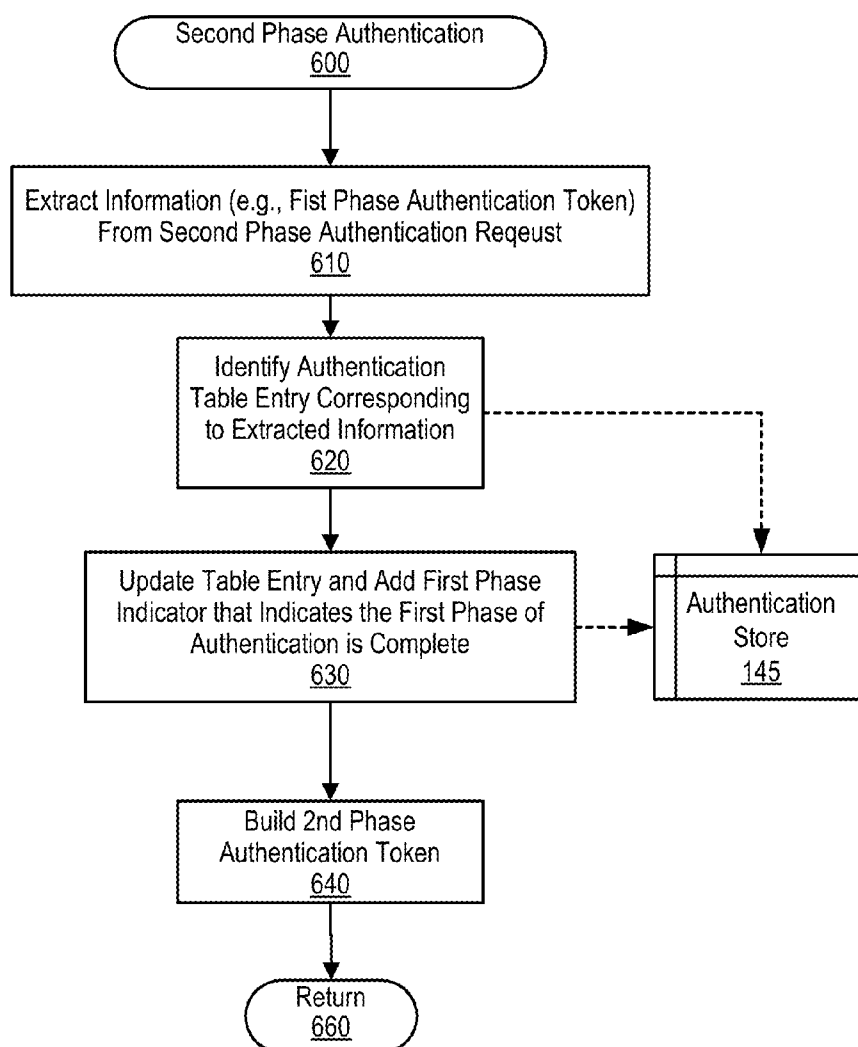 Second Phase Authentication
600
Extract Information (e.g., Fist Phase Authentication Token)
From Second Phase Authentication Reqeust
610
Identify Authentication
Table Entry Corresponding
to Extracted Information
620
Update Table Entry and Add First Phase
Indicator that Indicates the First Phase of
Authentication is Complete
630
Authentication
Store
145
Build 2nd Phase
Authentication Token
640
Return
660